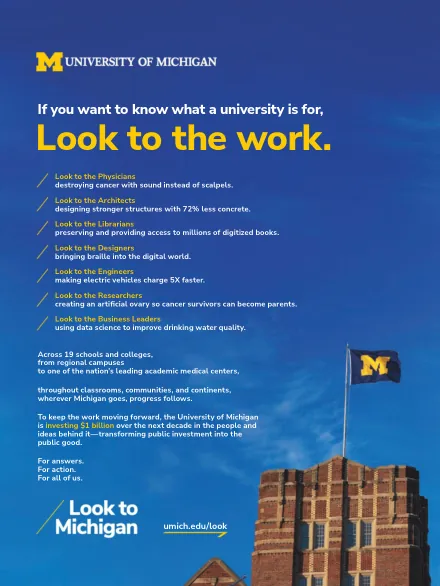 M UNIVERSITY OF MICHIGAN
If you want to know what a university is for,
Look to the work.
Look to the Physicians
destroying cancer with sound instead of scalpels.
Look to the Architects
designing stronger structures with 72% less concrete.
Look to the Librarians
preserving and providing access to millions of digitized books.
Look to the Designers
bringing braille into the digital world.
Look to the Engineers
making electric vehicles charge 5X faster.
Look to the Researchers
creating an artificial ovary so cancer survivors can become parents.
Look to the Business Leaders
using data science to improve drinking water quality.
Across 19 schools and colleges,
from regional campuses
to one of the nation's leading academic medical centers,
throughout classrooms, communities, and continents,
wherever Michigan goes, progress follows.
To keep the work moving forward, the University of Michigan
is investing $1 billion over the next decade in the people and
ideas behind it—transforming public investment into the
public good.
For answers.
For action.
For all of us.
Look to
Michigan
umich.edu/look
M